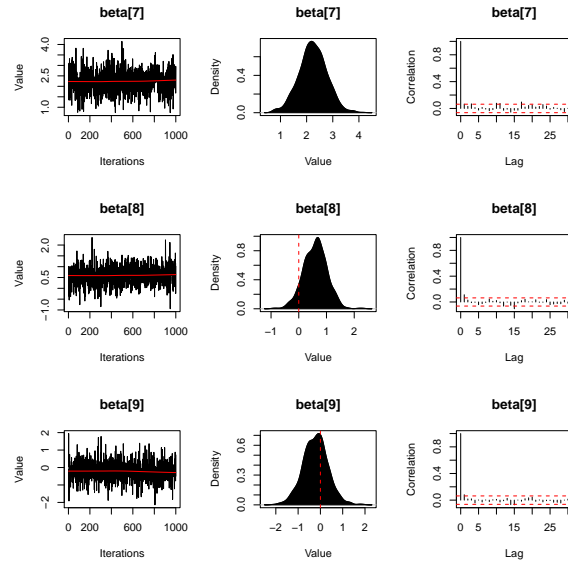 beta[7]
beta[7]
beta[7]
Value
1.0
2.5
4.0
0
200
600
1000
Iterations
Density
0.0
0.4
1
2
3
4
Value
Correlation
0.0
0.4
0.8
0
5
15
25
Lag
beta[8]
beta[8]
beta[8]
Value
−1.0
0.5
2.0
0
200
600
1000
Iterations
Density
0.0
0.4
0.8
−1
0
1
2
Value
Correlation
0.0
0.4
0.8
0
5
15
25
Lag
beta[9]
beta[9]
beta[9]
Value
−2
0
2
0
200
600
1000
Iterations
Density
0.0
0.3
0.6
−2
−1
0
1
2
Value
Correlation
0.0
0.4
0.8
0
5
15
25
Lag